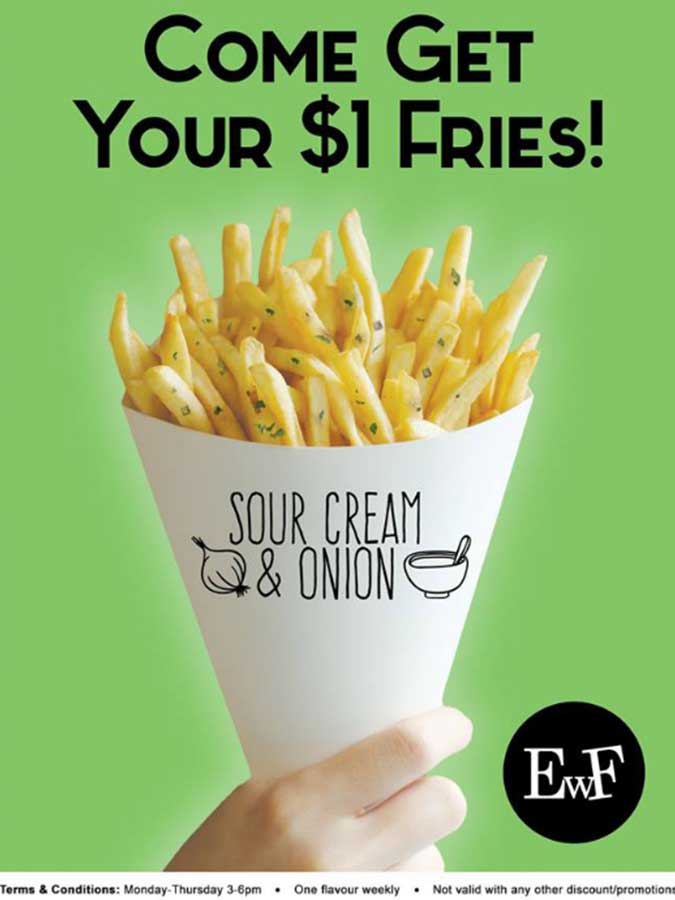 COME GET
YOUR $1 FRIES!
SOUR CREAM
& ONION
EWF
Terms & Conditions: Monday-Thursday 3-6pm • One flavour weekly • Not valid with any other discount/promotions